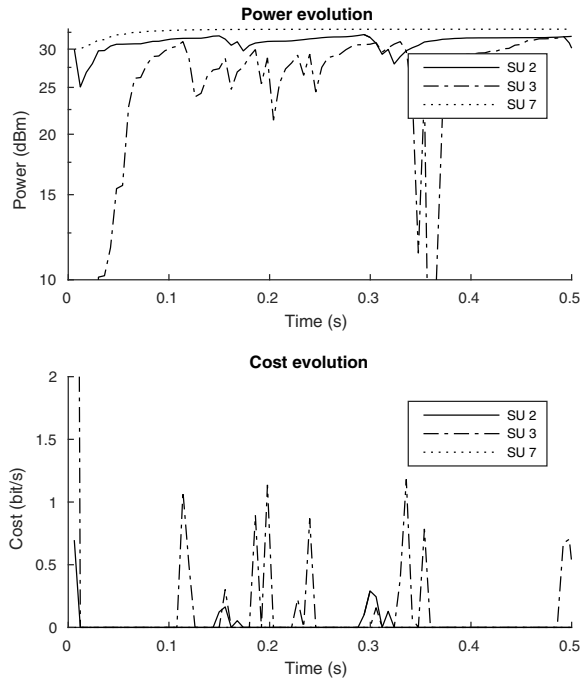 Power evolution
Power (dBm)
30
25
20
15
10
SU 2
SU 3
SU 7
0 0.1 0.2 0.3 0.4 0.5
Time (s)
Cost evolution
Cost (bit/s)
2
1.5
1
0.5
0
SU 2
SU 3
SU 7
0 0.1 0.2 0.3 0.4 0.5
Time (s)